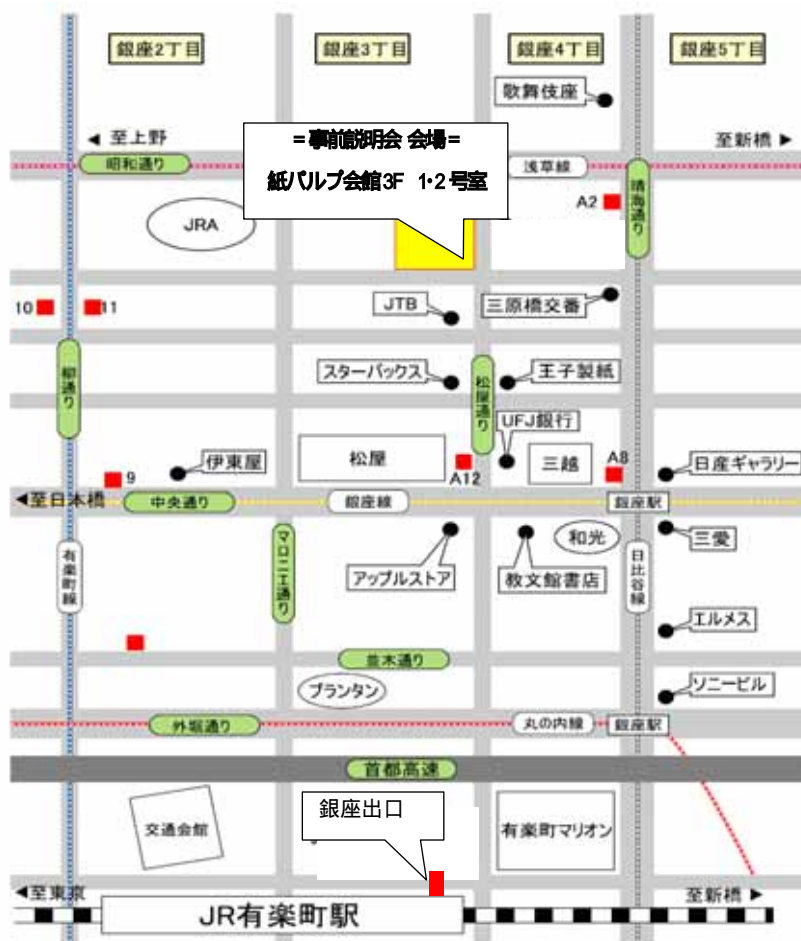 銀座2丁目
銀座3丁目
銀座4丁目
銀座5丁目
歌舞伎座
◀ 至上野
=事前説明会 会場=
紙パルプ会館3F 1・2号室
至新橋 ▶
昭和通り
浅草線
晴海通り
A2
JRA
10
11
JTB
三原橋交番
柳通り
スターバックス
松屋通り
王子製紙
UFJ銀行
伊東屋
松屋
三越
A8
日産ギャラリー
9
A12
◀至日本橋
中央通り
銀座線
銀座駅
有楽町線
マロニエ通り
アップルストア
教文館書店
和光
日比谷線
三愛
エルメス
並木通り
プランタン
ソニービル
外堀通り
丸の内線
銀座駅
首都高速
交通会館
銀座出口
有楽町マリオン
◀至東京
至新橋 ▶
JR有楽町駅